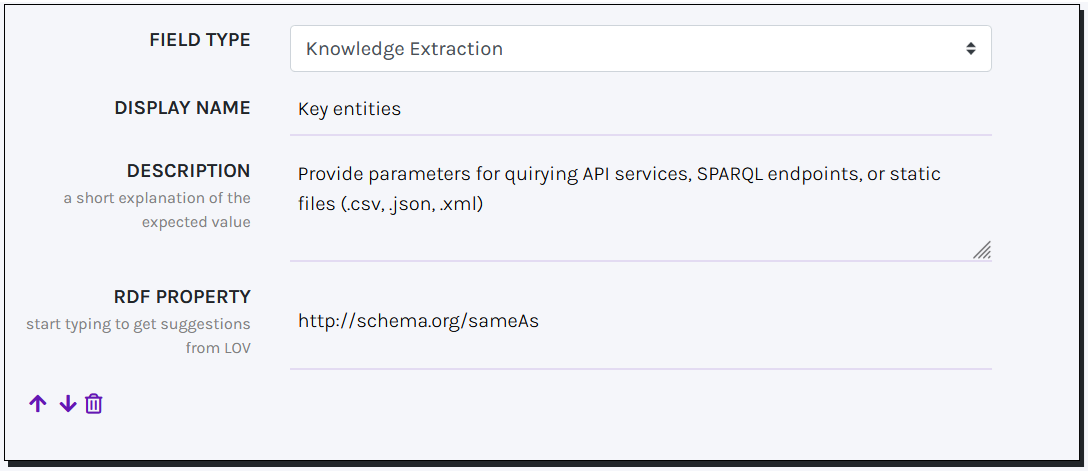 FIELD TYPE
Knowledge Extraction
DISPLAY NAME
Key entities
DESCRIPTION
a short explanation of the
expected value
Provide parameters for quirying API services, SPARQL endpoints, or static
files (.csv, .json, .xml)
RDF PROPERTY
start typing to get suggestions
from LOV
http://schema.org/sameAs